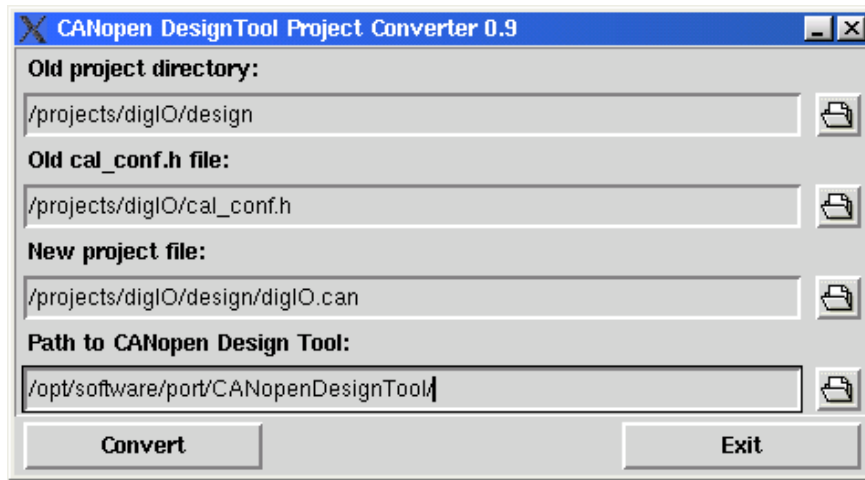 CANopen DesignTool Project Converter 0.9
Old project directory:
/projects/digIO/design
Old cal_conf.h file:
/projects/digIO/cal_conf.h
New project file:
/projects/digIO/design/digIO.can
Path to CANopen Design Tool:
/opt/software/port/CANopenDesignTool/
Convert Exit